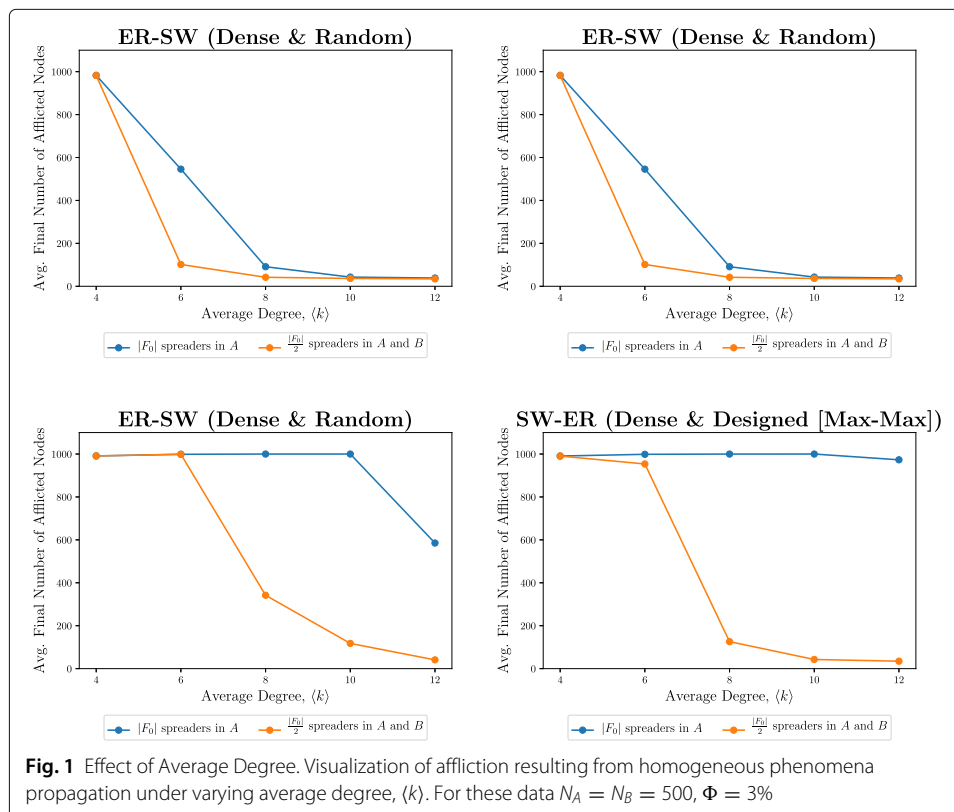 ER-SW (Dense & Random)
Avg. Final Number of Afflicted Nodes
1000
800
600
400
200
0
4 6 8 10 12
Average Degree, ⟨k⟩
|F₀| spreaders in A |F₀|/2 spreaders in A and B
ER-SW (Dense & Random)
Avg. Final Number of Afflicted Nodes
1000
800
600
400
200
0
4 6 8 10 12
Average Degree, ⟨k⟩
|F₀| spreaders in A |F₀|/2 spreaders in A and B
ER-SW (Dense & Random)
Avg. Final Number of Afflicted Nodes
1000
800
600
400
200
0
4 6 8 10 12
Average Degree, ⟨k⟩
|F₀| spreaders in A |F₀|/2 spreaders in A and B
SW-ER (Dense & Designed [Max-Max])
Avg. Final Number of Afflicted Nodes
1000
800
600
400
200
0
4 6 8 10 12
Average Degree, ⟨k⟩
|F₀| spreaders in A |F₀|/2 spreaders in A and B
Fig. 1 Effect of Average Degree. Visualization of affliction resulting from homogeneous phenomena
propagation under varying average degree, ⟨k⟩. For these data N_A = N_B = 500, Φ = 3%